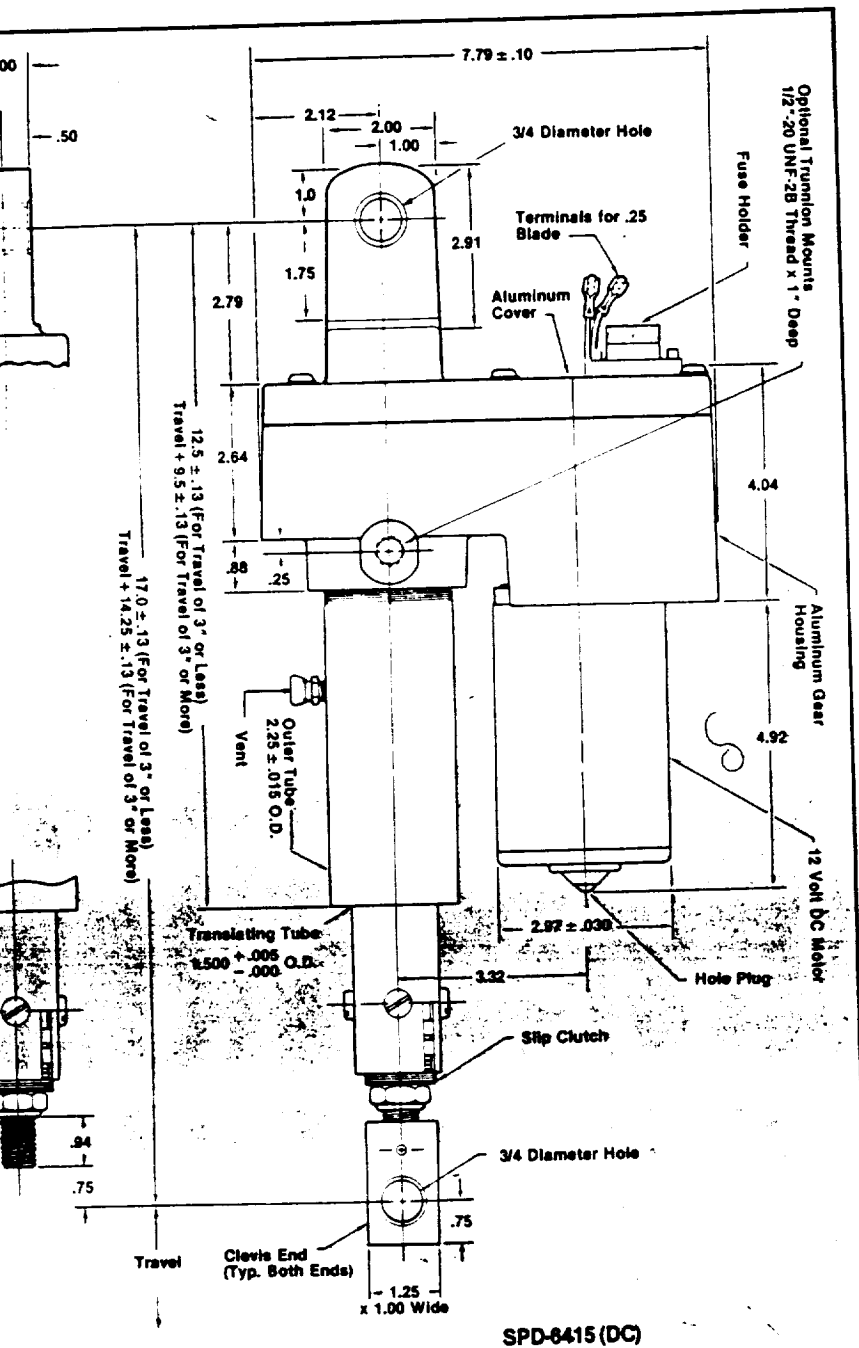 7.79 ± .10
00
.50
2.12
2.00
1.00
3/4 Diameter Hole
Optional Trunnion Mounts
1/2"-20 UNF-2B Thread x 1" Deep
Fuse Holder
1.0
2.91
Terminals for .25
Blade
1.75
2.79
Aluminum
Cover
12.5 ± .13 (For Travel of 3" or Less)
Travel + 9.5 ± .13 (For Travel of 3" or More)
17.0 ± .13 (For Travel of 3" or Less)
Travel + 14.25 ± .13 (For Travel of 3" or More)
2.64
4.04
.88
.25
Aluminum Gear
Housing
Vent
Outer Tube
2.25 ± .015 O.D.
4.92
12 Volt DC Motor
2.97 ± .030
Translating Tube
1.500 + .005
- .000 O.D.
3.32
Hole Plug
Slip Clutch
.94
.75
3/4 Diameter Hole
.75
Travel
Clevis End
(Typ. Both Ends)
1.25
x 1.00 Wide
SPD-6415 (DC)